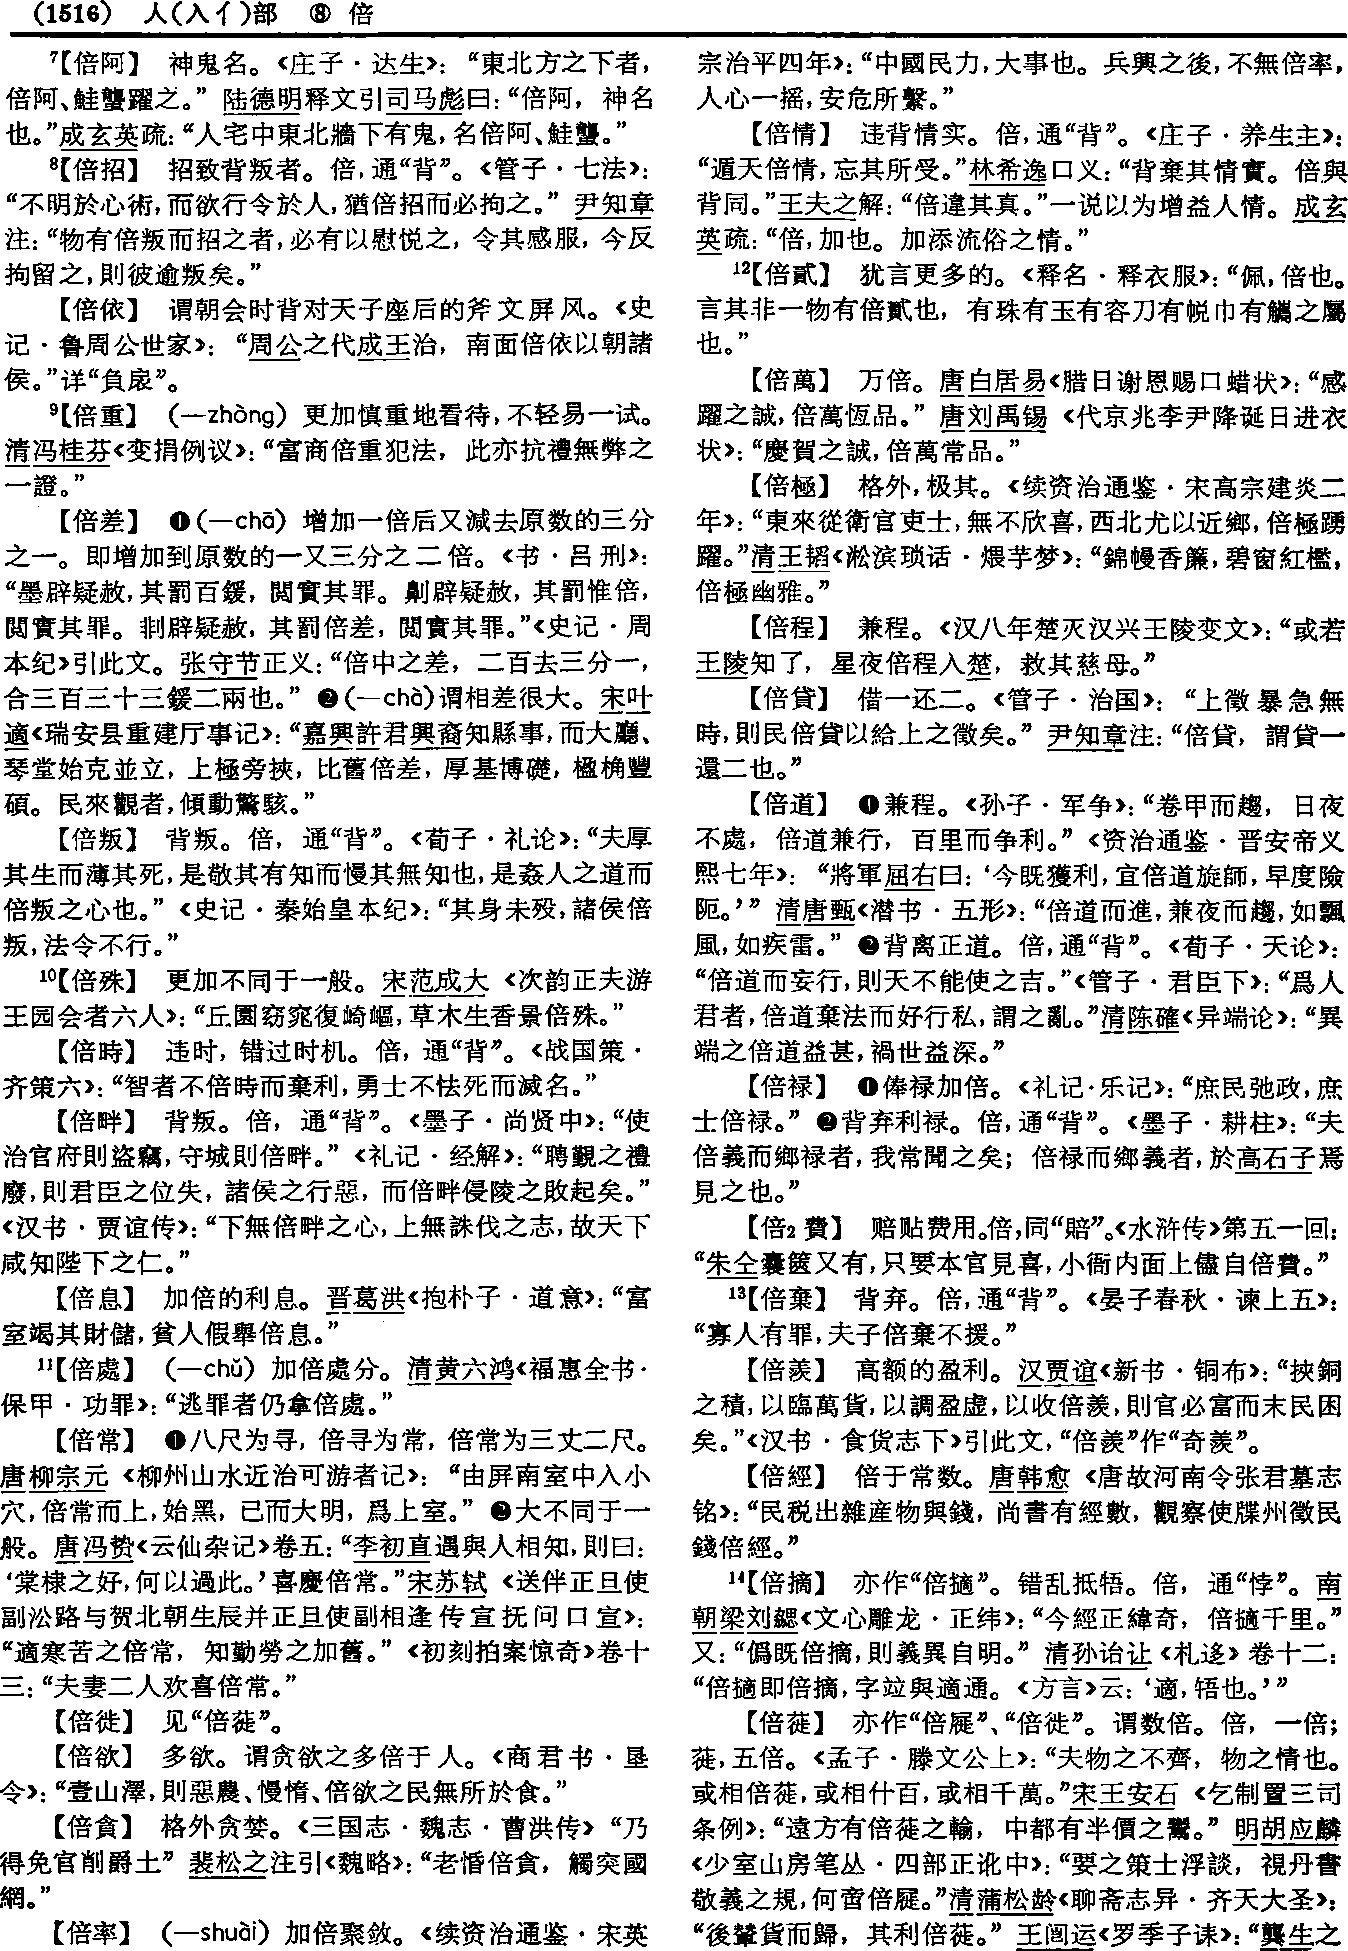 (1516) 人(入亻)部 ⑧ 倍
⁷【倍阿】 神鬼名。《庄子·达生》：“東北方之下者，
倍阿、鮭蠪躍之。”陆德明释文引司马彪曰：“倍阿，神名
也。”成玄英疏：“人宅中東北牆下有鬼，名倍阿、鮭蠪。”
⁸【倍招】 招致背叛者。倍，通“背”。《管子·七法》：
“不明於心術，而欲行令於人，猶倍招而必拘之。”尹知章
注：“物有倍叛而招之者，必有以慰悦之，令其感服，今反
拘留之，則彼逾叛矣。”
【倍依】 谓朝会时背对天子座后的斧文屏风。《史
记·鲁周公世家》：“周公之代成王治，南面倍依以朝諸
侯。”详“負扆”。
⁹【倍重】 (—zhòng) 更加慎重地看待，不轻易一试。
清冯桂芬《变捐例议》：“富商倍重犯法，此亦抗禮無弊之
一證。”
【倍差】 ❶(—chā) 增加一倍后又減去原数的三分
之一。即增加到原数的一又三分之二倍。《书·吕刑》：
“墨辟疑赦，其罰百鍰，閲實其罪。劓辟疑赦，其罰惟倍，
閲實其罪。剕辟疑赦，其罰倍差，閲實其罪。”《史记·周
本纪》引此文。张守节正义：“倍中之差，二百去三分一，
合三百三十三鍰二兩也。”❷(—chà)谓相差很大。宋叶
適《瑞安县重建厅事记》：“嘉興許君興裔知縣事，而大廳、
琴堂始克並立，上極旁挾，比舊倍差，厚基博礎，楹桷豐
碩。民來觀者，傾動驚駭。”
【倍叛】 背叛。倍，通“背”。《荀子·礼论》：“夫厚
其生而薄其死，是敬其有知而慢其無知也，是姦人之道而
倍叛之心也。”《史记·秦始皇本纪》：“其身未殁，諸侯倍
叛，法令不行。”
¹⁰【倍殊】 更加不同于一般。宋范成大《次韵正夫游
王园会者六人》：“丘園窈窕復崎嶇，草木生香景倍殊。”
【倍時】 违时，错过时机。倍，通“背”。《战国策·
齐策六》：“智者不倍時而棄利，勇士不怯死而滅名。”
【倍畔】 背叛。倍，通“背”。《墨子·尚贤中》：“使
治官府則盜竊，守城則倍畔。”《礼记·经解》：“聘覲之禮
廢，則君臣之位失，諸侯之行惡，而倍畔侵陵之敗起矣。”
《汉书·贾谊传》：“下無倍畔之心，上無誅伐之志，故天下
咸知陛下之仁。”
【倍息】 加倍的利息。晋葛洪《抱朴子·道意》：“富
室竭其財儲，貧人假舉倍息。”
¹¹【倍處】 (—chǔ) 加倍處分。清黄六鸿《福惠全书·
保甲·功罪》：“逃罪者仍拿倍處。”
【倍常】 ❶八尺为寻，倍寻为常，倍常为三丈二尺。
唐柳宗元《柳州山水近治可游者记》：“由屏南室中入小
穴，倍常而上，始黑，已而大明，爲上室。”❷大不同于一
般。唐冯贽《云仙杂记》卷五：“李初直遇與人相知，則曰：
‘棠棣之好，何以過此。’喜慶倍常。”宋苏轼《送伴正旦使
副沿路与贺北朝生辰并正旦使副相逢传宣抚问口宣》：
“適寒苦之倍常，知勤勞之加舊。”《初刻拍案惊奇》卷十
三：“夫妻二人欢喜倍常。”
【倍徙】 见“倍蓰”。
【倍欲】 多欲。谓贪欲之多倍于人。《商君书·垦
令》：“壹山澤，則惡農、慢惰、倍欲之民無所於食。”
【倍貪】 格外贪婪。《三国志·魏志·曹洪传》“乃
得免官削爵土”裴松之注引《魏略》：“老惛倍貪，觸突國
網。”
【倍率】 (—shuài) 加倍聚敛。《续资治通鉴·宋英
宗治平四年》：“中國民力，大事也。兵興之後，不無倍率，
人心一摇，安危所繫。”
【倍情】 违背情实。倍，通“背”。《庄子·养生主》：
“遁天倍情，忘其所受。”林希逸口义：“背棄其情實。倍與
背同。”王夫之解：“倍違其真。”一说以为增益人情。成玄
英疏：“倍，加也。加添流俗之情。”
¹²【倍貳】 犹言更多的。《释名·释衣服》：“佩，倍也。
言其非一物有倍貳也，有珠有玉有容刀有帨巾有觿之屬
也。”
【倍萬】 万倍。唐白居易《腊日谢恩赐口蜡状》：“感
躍之誠，倍萬恆品。”唐刘禹锡《代京兆李尹降诞日进衣
状》：“慶賀之誠，倍萬常品。”
【倍極】 格外，极其。《续资治通鉴·宋高宗建炎二
年》：“東來從衛官吏士，無不欣喜，西北尤以近鄉，倍極踴
躍。”清王韬《淞滨琐话·煨芋梦》：“錦幔香簾，碧窗紅檻，
倍極幽雅。”
【倍程】 兼程。《汉八年楚灭汉兴王陵变文》：“或若
王陵知了，星夜倍程入楚，救其慈母。”
【倍貸】 借一还二。《管子·治国》：“上徵暴急無
時，則民倍貸以給上之徵矣。”尹知章注：“倍貸，謂貸一
還二也。”
【倍道】 ❶兼程。《孙子·军争》：“卷甲而趨，日夜
不處，倍道兼行，百里而争利。”《资治通鉴·晋安帝义
熙七年》：“將軍屈右曰：‘今既獲利，宜倍道旋師，早度險
阨。’”清唐甄《潜书·五形》：“倍道而進，兼夜而趨，如飄
風，如疾雷。”❷背离正道。倍，通“背”。《荀子·天论》：
“倍道而妄行，則天不能使之吉。”《管子·君臣下》：“爲人
君者，倍道棄法而好行私，謂之亂。”清陈確《异端论》：“異
端之倍道益甚，禍世益深。”
【倍禄】 ❶俸禄加倍。《礼记·乐记》：“庶民弛政，庶
士倍禄。”❷背弃利禄。倍，通“背”。《墨子·耕柱》：“夫
倍義而鄉禄者，我常聞之矣；倍禄而鄉義者，於高石子焉
見之也。”
【倍₂費】 赔贴费用。倍，同“賠”。《水浒传》第五一回：
“朱仝囊篋又有，只要本官見喜，小衙内面上儘自倍費。”
¹³【倍棄】 背弃。倍，通“背”。《晏子春秋·谏上五》：
“寡人有罪，夫子倍棄不援。”
【倍羨】 高额的盈利。汉贾谊《新书·铜布》：“挾銅
之積，以臨萬貨，以調盈虚，以收倍羨，則官必富而末民困
矣。”《汉书·食货志下》引此文，“倍羨”作“奇羨”。
【倍經】 倍于常数。唐韩愈《唐故河南令张君墓志
铭》：“民税出雜産物與錢，尚書有經數，觀察使牒州徵民
錢倍經。”
¹⁴【倍摘】 亦作“倍擿”。错乱抵牾。倍，通“悖”。南
朝梁刘勰《文心雕龙·正纬》：“今經正緯奇，倍擿千里。”
又：“僞既倍摘，則義異自明。”清孙诒让《札迻》卷十二：
“倍擿即倍摘，字竝與適通。《方言》云：‘適，牾也。’”
【倍蓰】 亦作“倍屣”、“倍徙”。谓数倍。倍，一倍；
蓰，五倍。《孟子·滕文公上》：“夫物之不齊，物之情也。
或相倍蓰，或相什百，或相千萬。”宋王安石《乞制置三司
条例》：“遠方有倍蓰之輸，中都有半價之鬻。”明胡应麟
《少室山房笔丛·四部正讹中》：“要之策士浮談，視丹書
敬義之規，何啻倍屣。”清蒲松龄《聊斋志异·齐天大圣》：
“後輦貨而歸，其利倍蓰。”王闿运《罗季子诔》：“龔生之